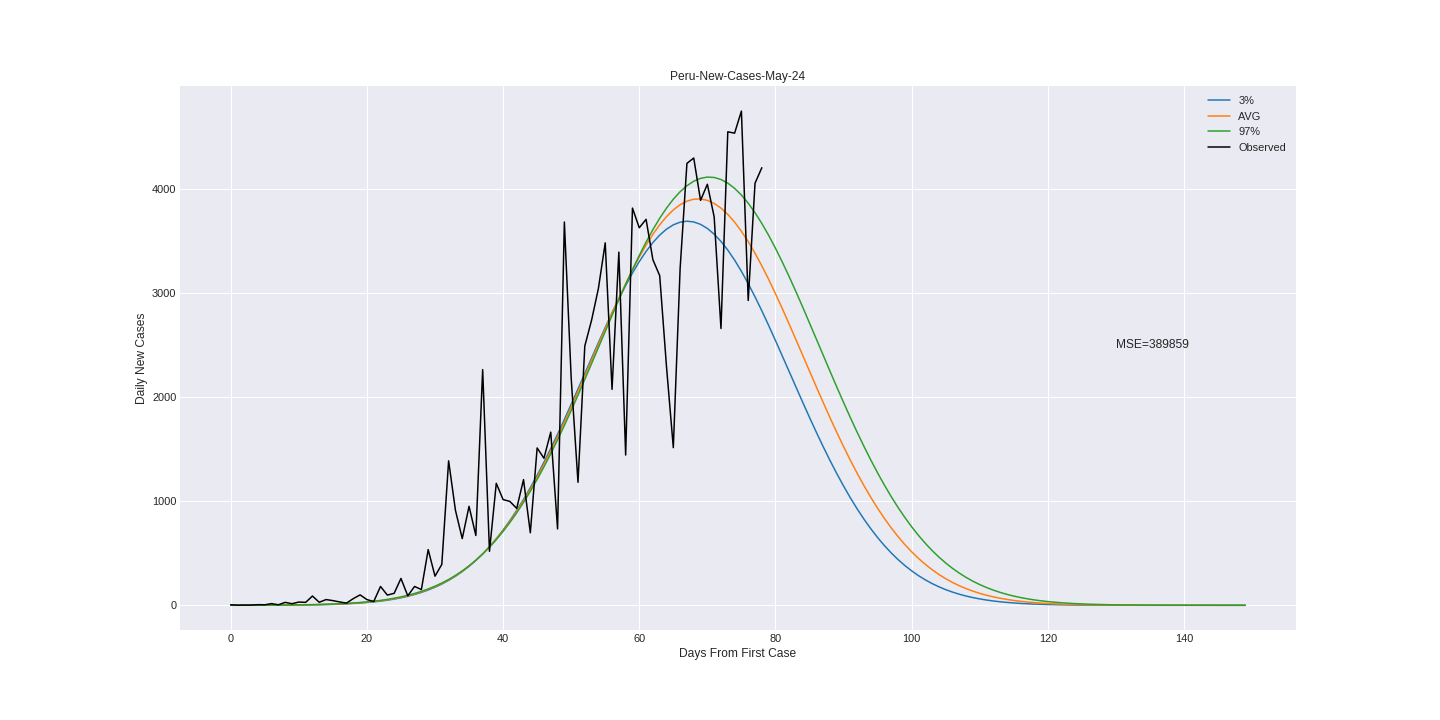 Peru-New-Cases-May-24
3%
AVG
97%
Observed
4000
3000
2000
1000
0
Daily New Cases
MSE=389859
0 20 40 60 80 100 120 140
Days From First Case